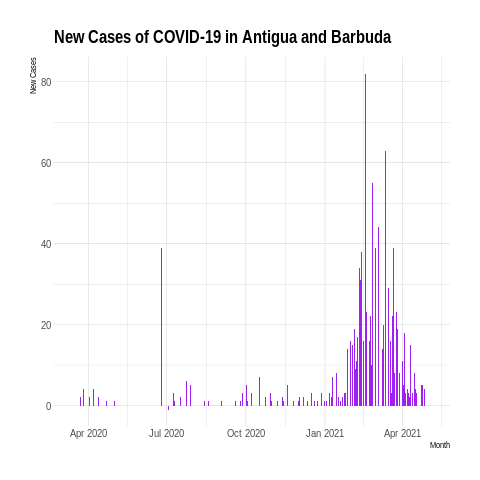 New Cases of COVID-19 in Antigua and Barbuda
New Cases
80
60
40
20
0
Apr 2020 Jul 2020 Oct 2020 Jan 2021 Apr 2021
Month